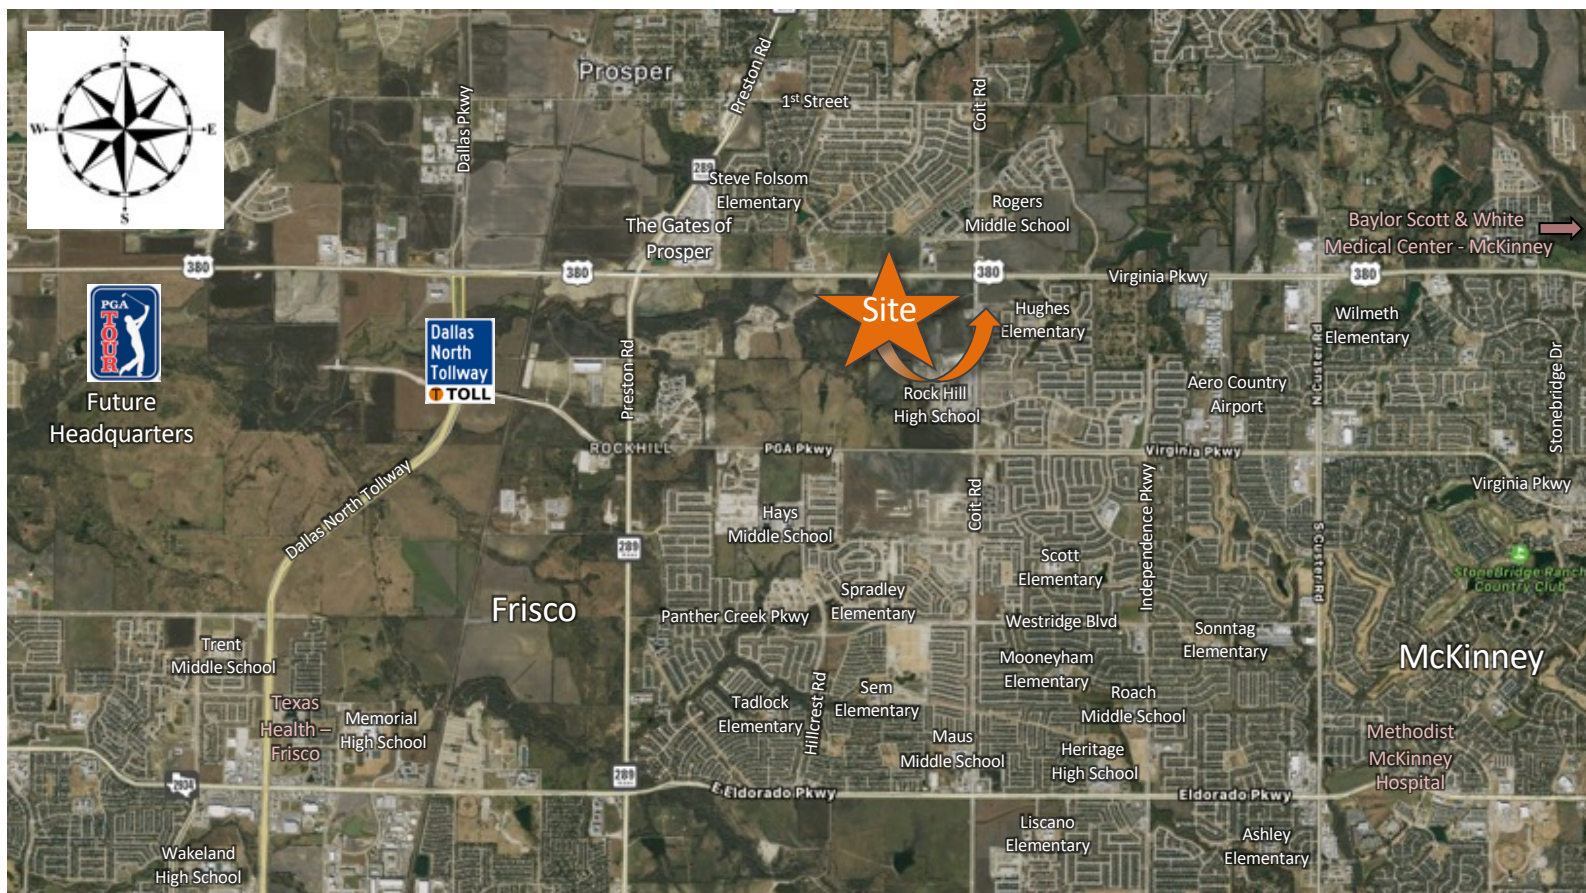 N
W
E
S
Prosper
Preston Rd
1st Street
Coit Rd
Dallas Pkwy
289
Steve Folsom
Elementary
Rogers
Middle School
The Gates of
Prosper
Baylor Scott & White
Medical Center - McKinney
380
380
380
Virginia Pkwy
380
PGA
TOUR
Future
Headquarters
Dallas
North
Tollway
T TOLL
Site
Hughes
Elementary
Wilmeth
Elementary
N Custer Rd
Preston Rd
Stonebridge Dr
Aero Country
Airport
Rock Hill
High School
ROCKHILL
PGA Pkwy
Virginia Pkwy
Virginia Pkwy
Dallas North Tollway
Coit Rd
Independence Pkwy
Hays
Middle School
289
S Custer Rd
Scott
Elementary
StoneBridge Ranch
Country Club
Spradley
Elementary
Frisco
Panther Creek Pkwy
Westridge Blvd
Sonntag
Elementary
Trent
Middle School
McKinney
Mooneyham
Elementary
Texas
Health –
Frisco
Memorial
High School
Tadlock
Elementary
Hillcrest Rd
Sem
Elementary
Roach
Middle School
Maus
Middle School
Heritage
High School
Methodist
McKinney
Hospital
289
2934
Eldorado Pkwy
Eldorado Pkwy
Liscano
Elementary
Ashley
Elementary
Wakeland
High School